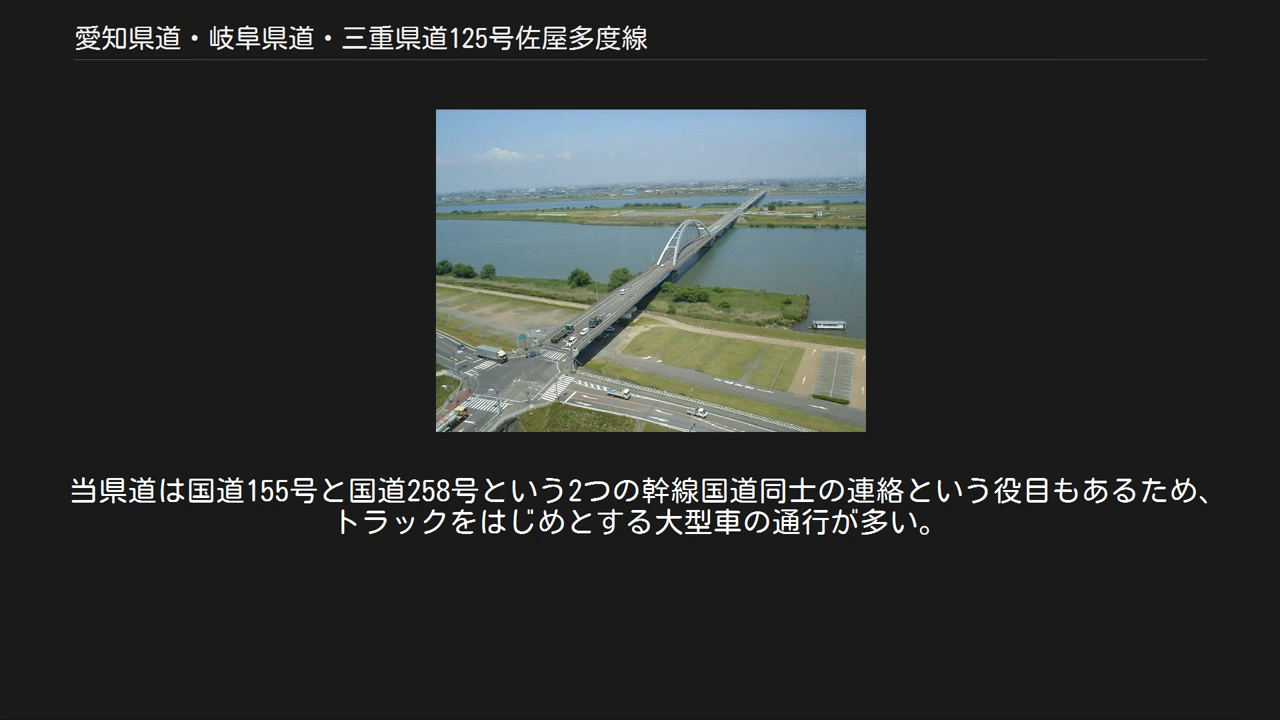 愛知県道・岐阜県道・三重県道125号佐屋多度線
当県道は国道155号と国道258号という2つの幹線国道同士の連絡という役目もあるため、
トラックをはじめとする大型車の通行が多い。